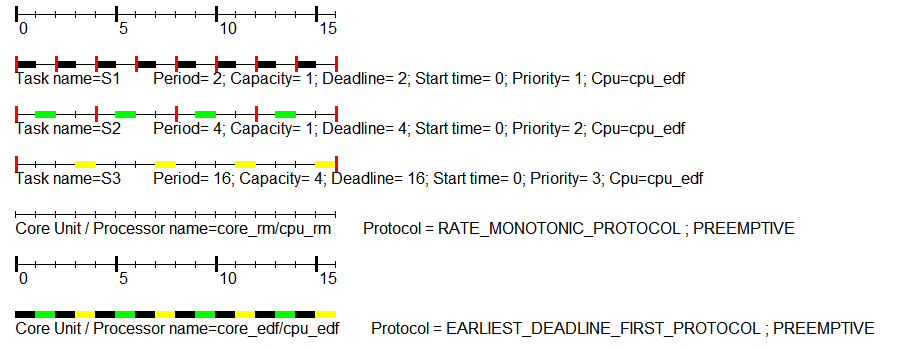 0 5 10 15
Task name=S1 Period= 2; Capacity= 1; Deadline= 2; Start time= 0; Priority= 1; Cpu=cpu_edf
Task name=S2 Period= 4; Capacity= 1; Deadline= 4; Start time= 0; Priority= 2; Cpu=cpu_edf
Task name=S3 Period= 16; Capacity= 4; Deadline= 16; Start time= 0; Priority= 3; Cpu=cpu_edf
Core Unit / Processor name=core_rm/cpu_rm Protocol = RATE_MONOTONIC_PROTOCOL ; PREEMPTIVE
0 5 10 15
Core Unit / Processor name=core_edf/cpu_edf Protocol = EARLIEST_DEADLINE_FIRST_PROTOCOL ; PREEMPTIVE